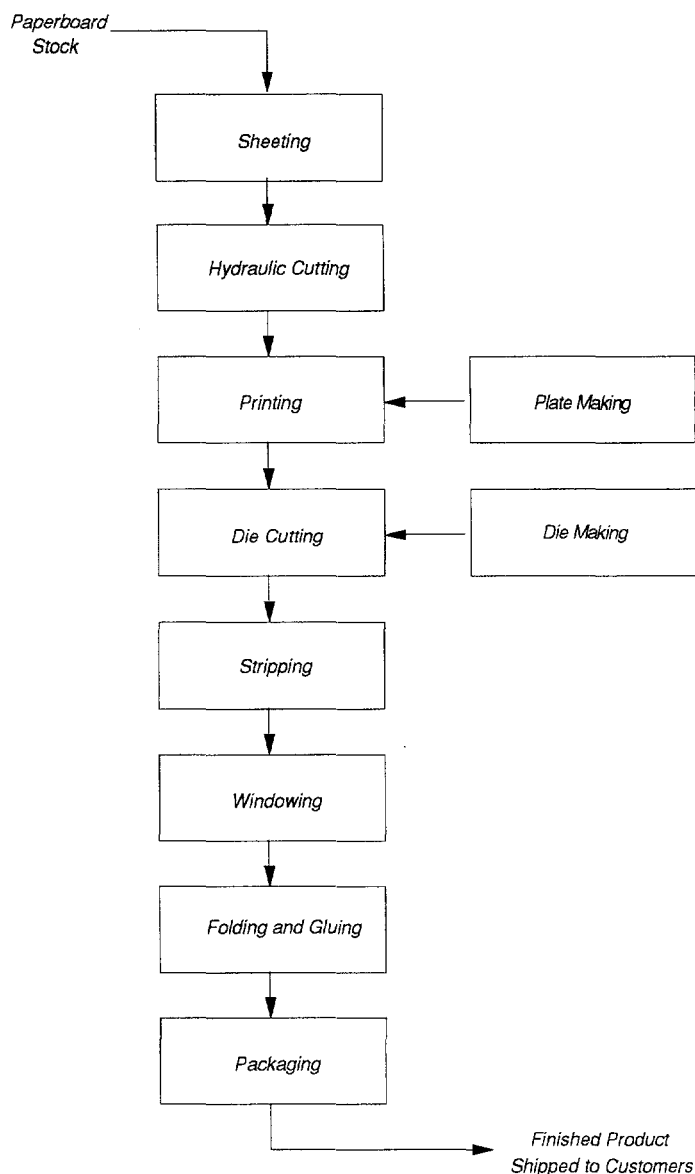 Paperboard
Stock
Sheeting
Hydraulic Cutting
Printing
Plate Making
Die Cutting
Die Making
Stripping
Windowing
Folding and Gluing
Packaging
Finished Product
Shipped to Customers